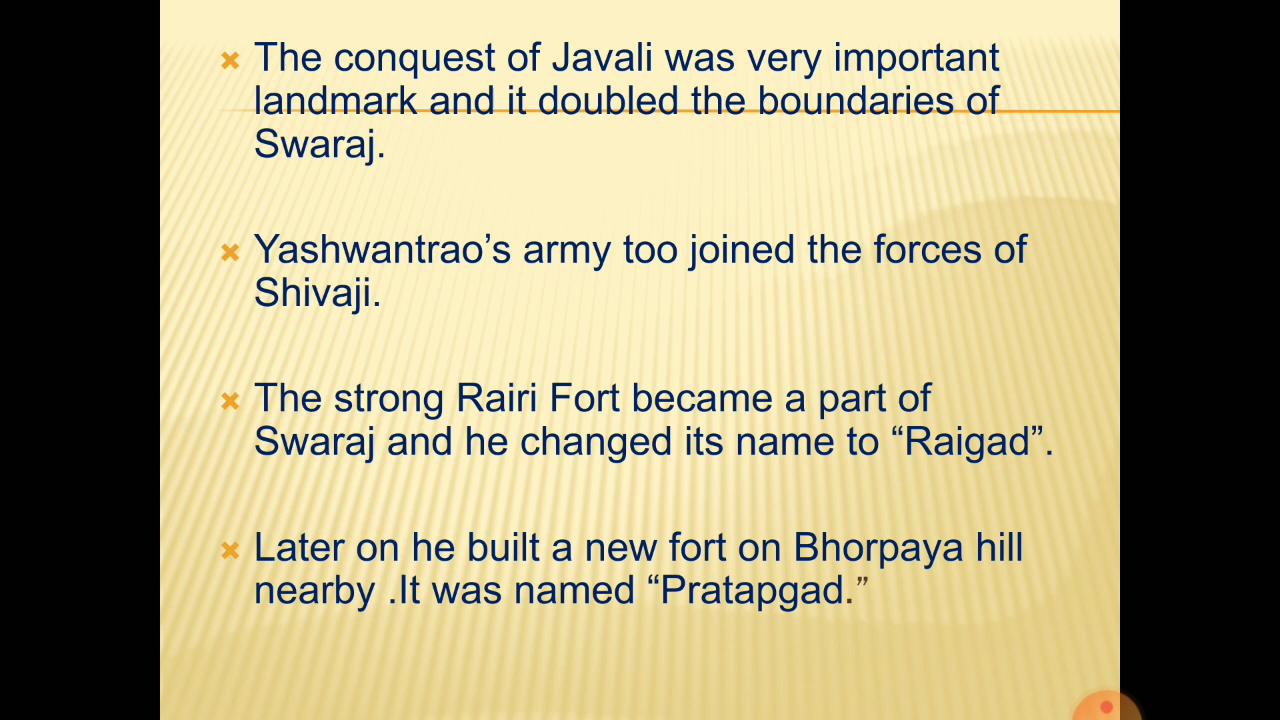 The conquest of Javali was very important
landmark and it doubled the boundaries of
Swaraj.
Yashwantrao’s army too joined the forces of
Shivaji.
The strong Rairi Fort became a part of
Swaraj and he changed its name to “Raigad”.
Later on he built a new fort on Bhorpaya hill
nearby .It was named “Pratapgad.”